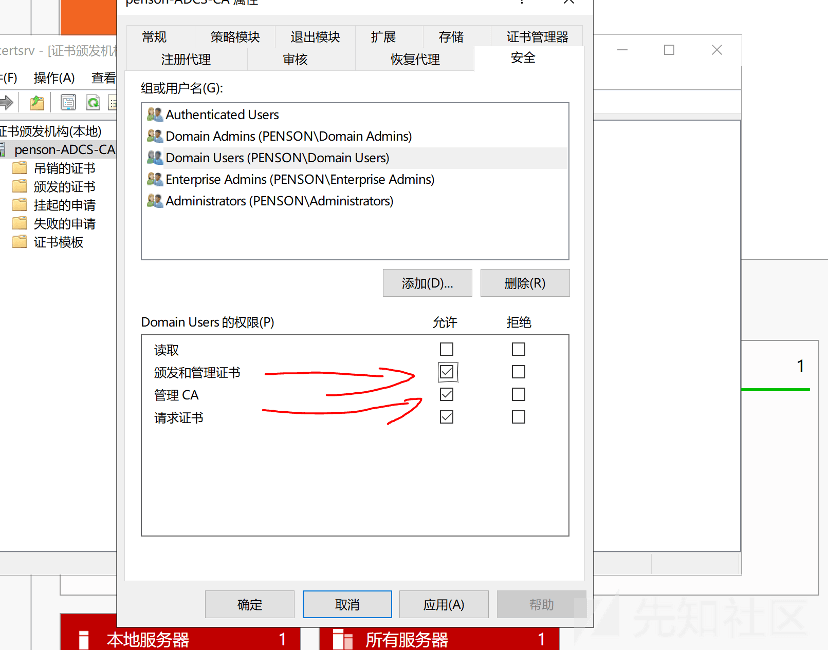 penson-ADCS-CA 属性
常规 策略模块 退出模块 扩展 存储 证书管理器
注册代理 审核 恢复代理 安全
certsrv - [证书颁发机构
(F) 操作(A) 查看
证书颁发机构(本地)
penson-ADCS-CA
吊销的证书
颁发的证书
挂起的申请
失败的申请
证书模板
组或用户名(G):
Authenticated Users
Domain Admins (PENSON\Domain Admins)
Domain Users (PENSON\Domain Users)
Enterprise Admins (PENSON\Enterprise Admins)
Administrators (PENSON\Administrators)
添加(D)... 删除(R)
Domain Users 的权限(P) 允许 拒绝
读取
颁发和管理证书
管理 CA
请求证书
1
确定 取消 应用(A) 帮助
本地服务器 1
所有服务器 1
先知社区